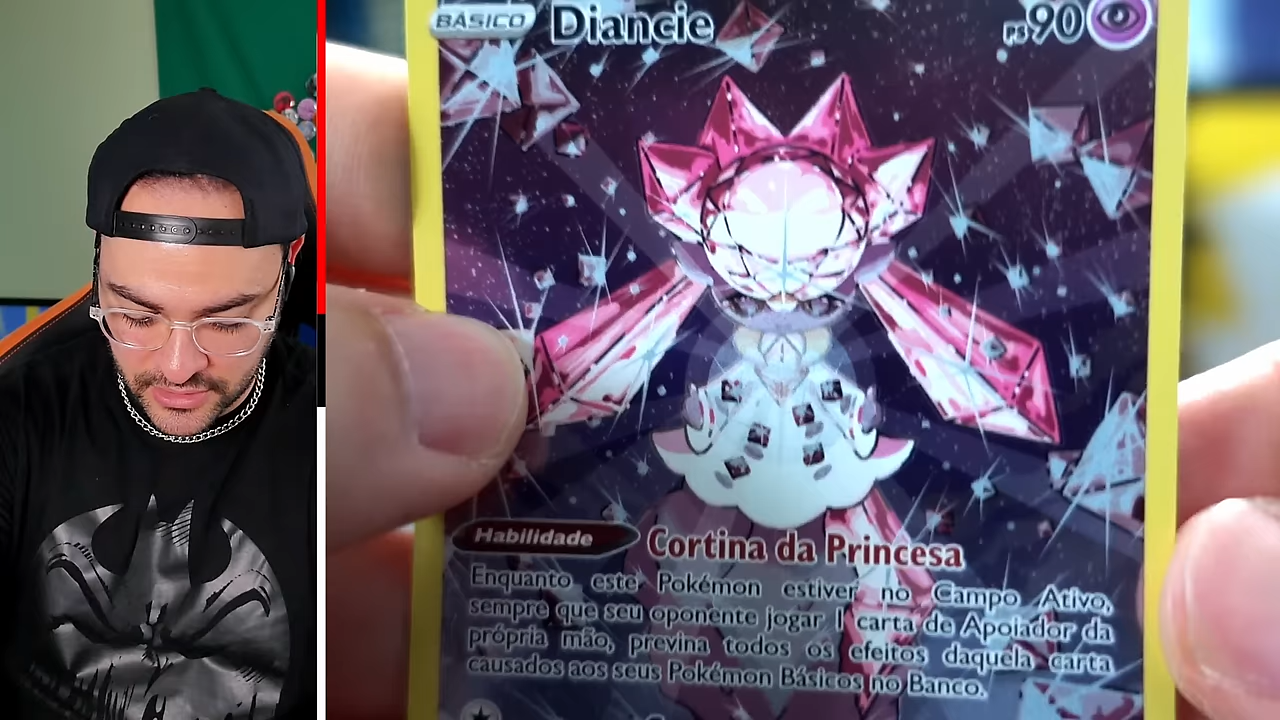 BÁSICO Diancie PS 90
Habilidade Cortina da Princesa
Enquanto este Pokémon estiver no Campo Ativo,
sempre que seu oponente jogar 1 carta de Apoiador da
própria mão, previna todos os efeitos daquela carta
causados aos seus Pokémon Básicos no Banco.